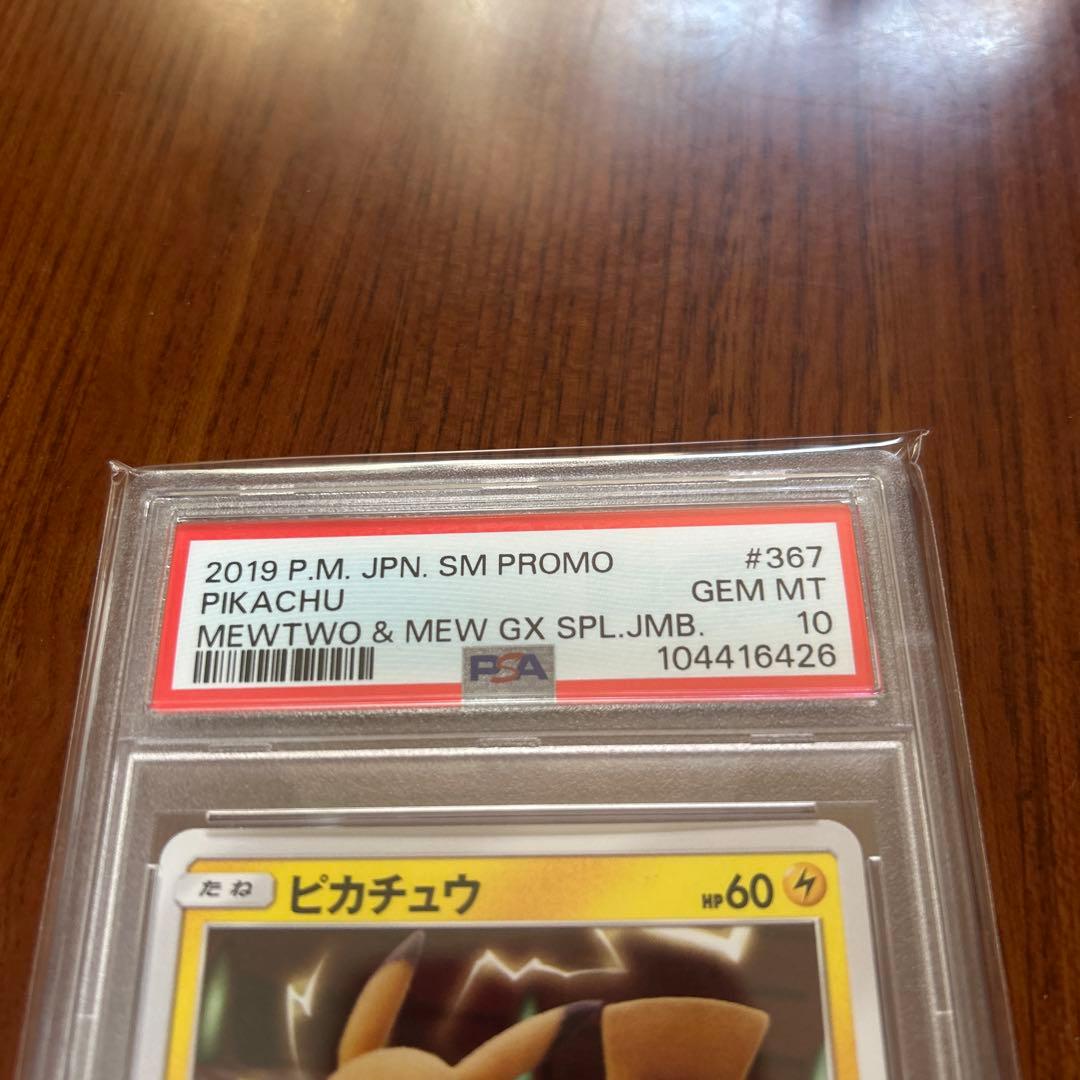 2019 P.M. JPN. SM PROMO #367
PIKACHU GEM MT
MEWTWO & MEW GX SPL.JMB. 10
PSA 104416426
たね ピカチュウ HP60